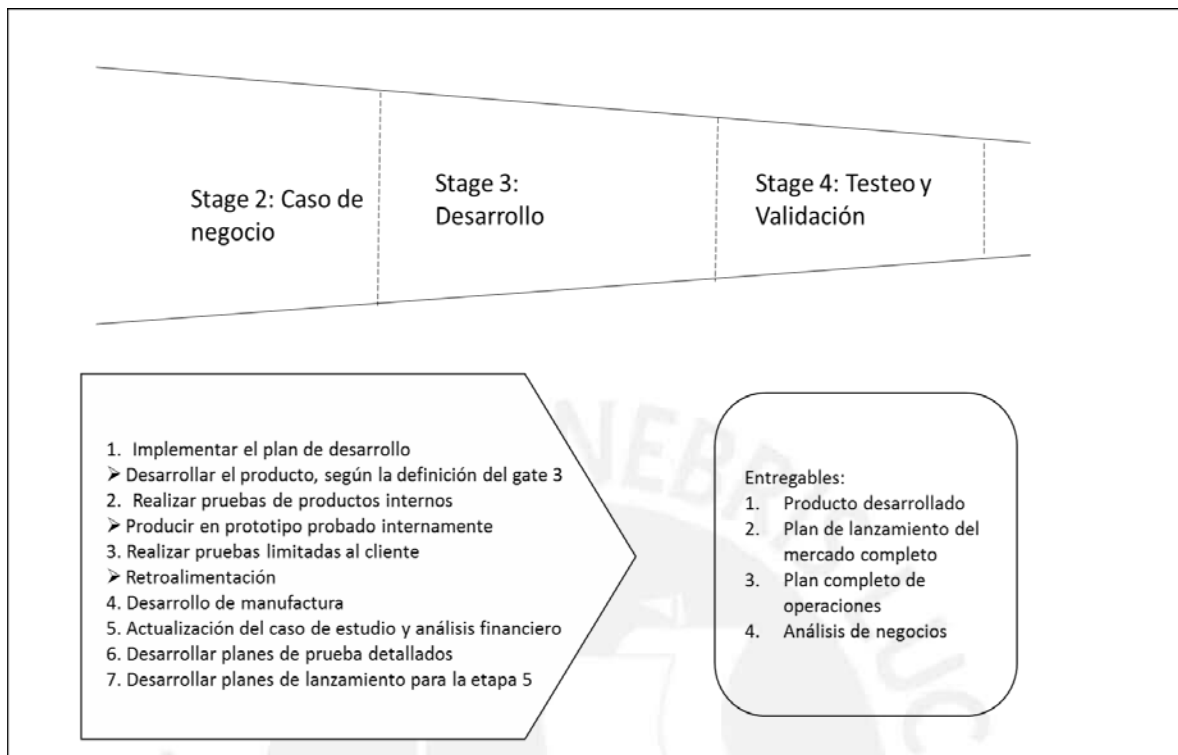 Stage 2: Caso de
negocio
Stage 3:
Desarrollo
Stage 4: Testeo y
Validación
1. Implementar el plan de desarrollo
➢ Desarrollar el producto, según la definición del gate 3
2. Realizar pruebas de productos internos
➢ Producir en prototipo probado internamente
3. Realizar pruebas limitadas al cliente
➢ Retroalimentación
4. Desarrollo de manufactura
5. Actualización del caso de estudio y análisis financiero
6. Desarrollar planes de prueba detallados
7. Desarrollar planes de lanzamiento para la etapa 5
Entregables:
1. Producto desarrollado
2. Plan de lanzamiento del
mercado completo
3. Plan completo de
operaciones
4. Análisis de negocios